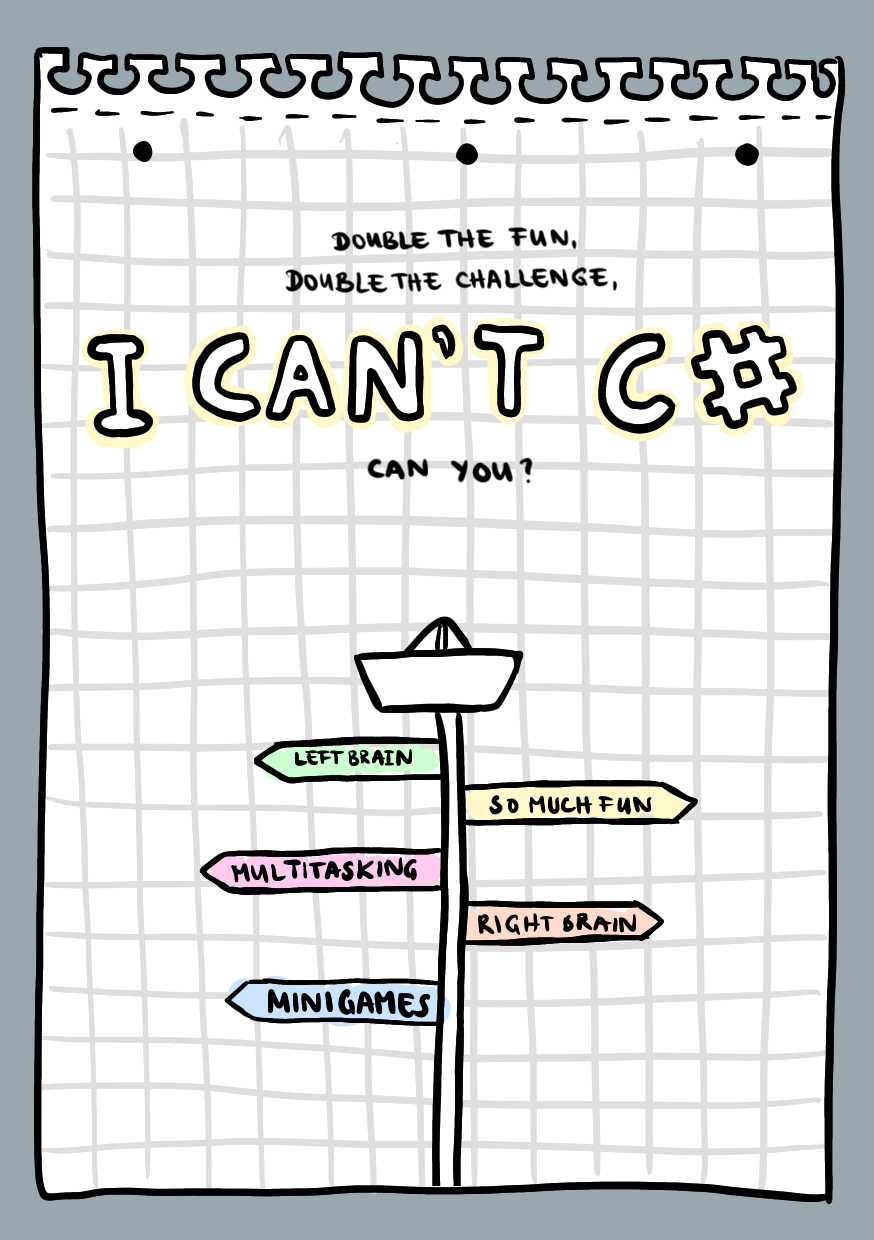 DOUBLE THE FUN,
DOUBLE THE CHALLENGE,
I CAN'T C#
CAN YOU?
LEFT BRAIN
SO MUCH FUN
MULTITASKING
RIGHT BRAIN
MINIGAMES